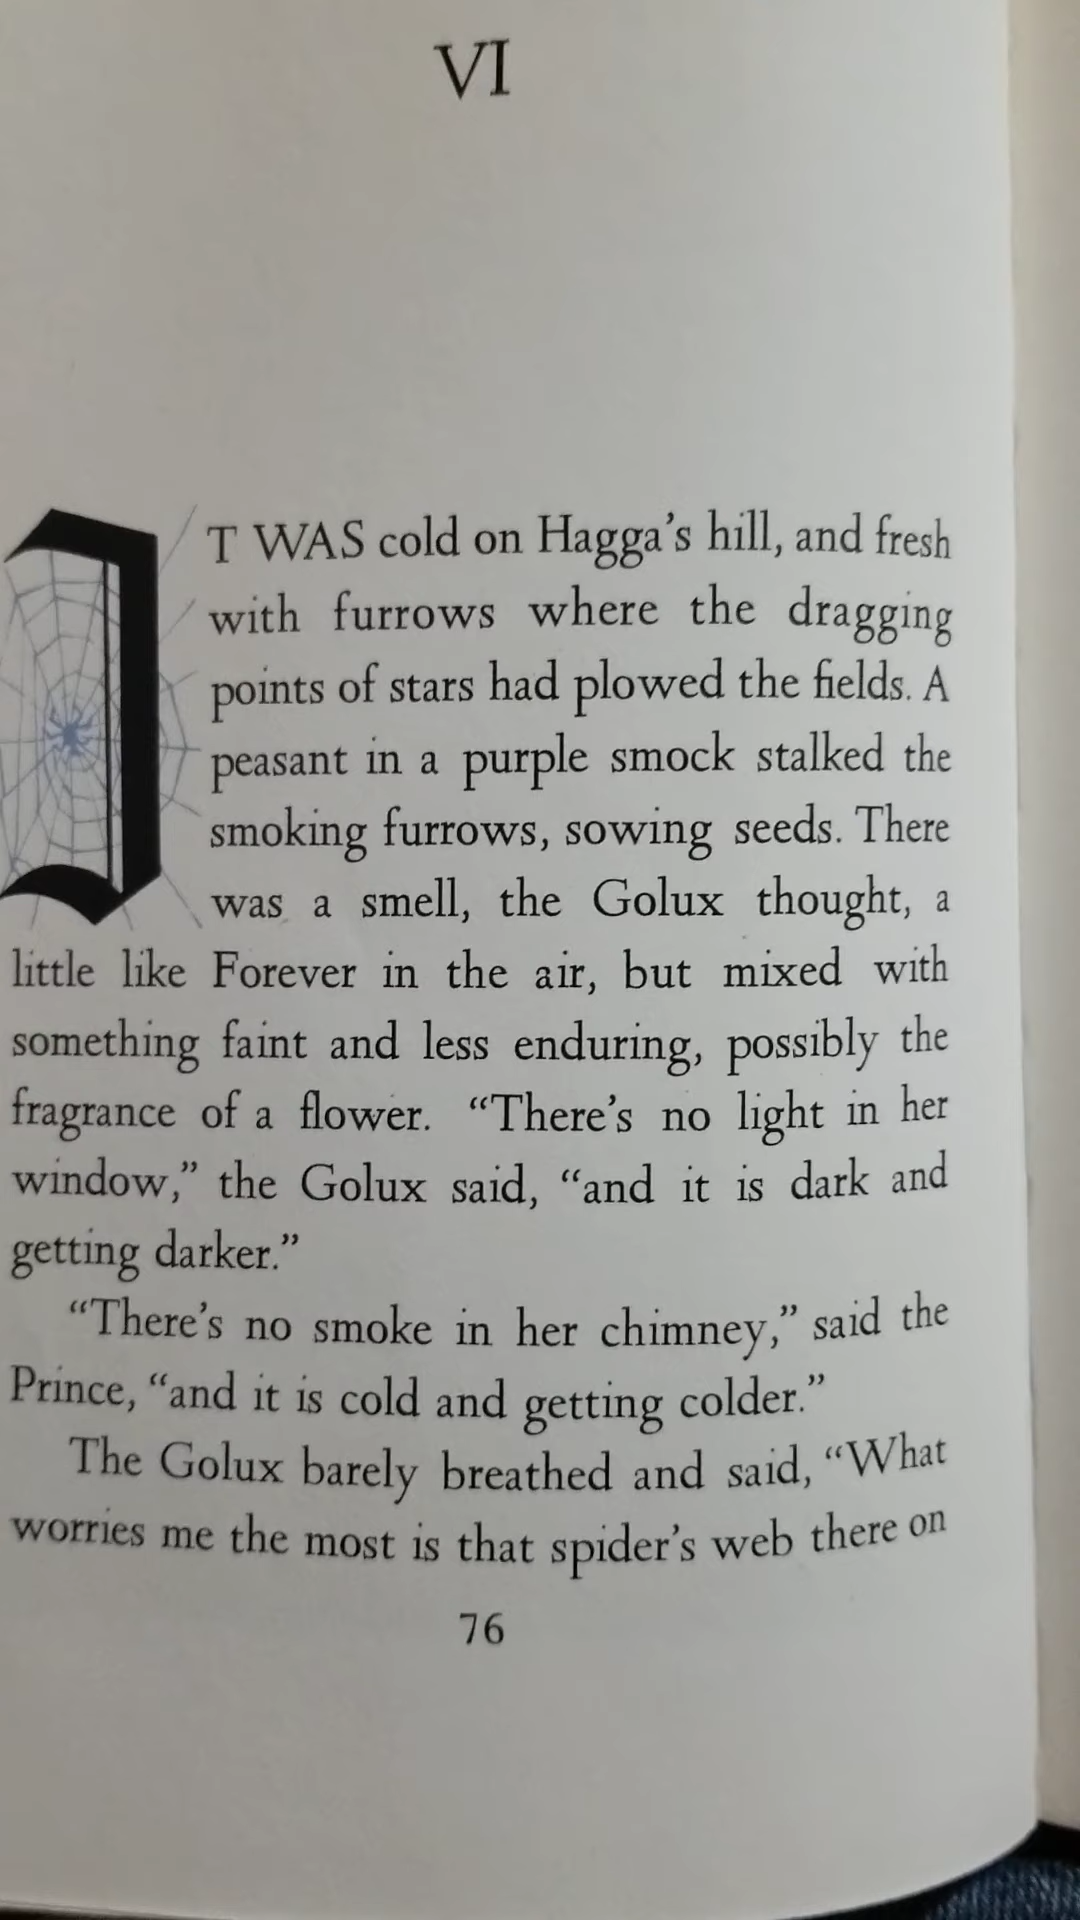 VI
IT WAS cold on Hagga’s hill, and fresh
with furrows where the dragging
points of stars had plowed the fields. A
peasant in a purple smock stalked the
smoking furrows, sowing seeds. There
was a smell, the Golux thought, a
little like Forever in the air, but mixed with
something faint and less enduring, possibly the
fragrance of a flower. “There’s no light in her
window,” the Golux said, “and it is dark and
getting darker.”
“There’s no smoke in her chimney,” said the
Prince, “and it is cold and getting colder.”
The Golux barely breathed and said, “What
worries me the most is that spider’s web there on
76